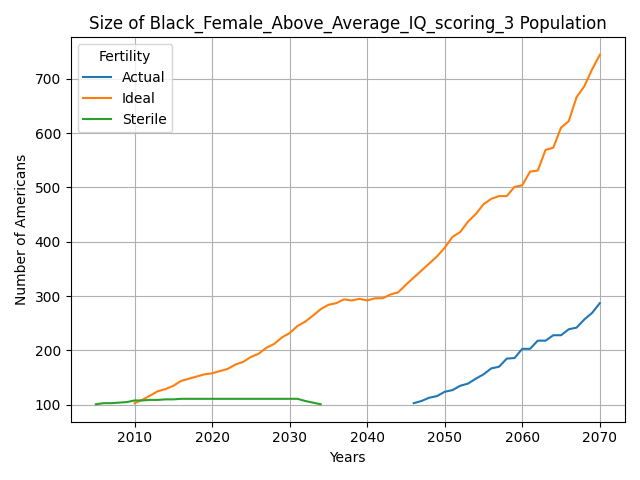 Size of Black_Female_Above_Average_IQ_scoring_3 Population
Fertility
Actual
Ideal
Sterile
Number of Americans
700
600
500
400
300
200
100
2010 2020 2030 2040 2050 2060 2070
Years